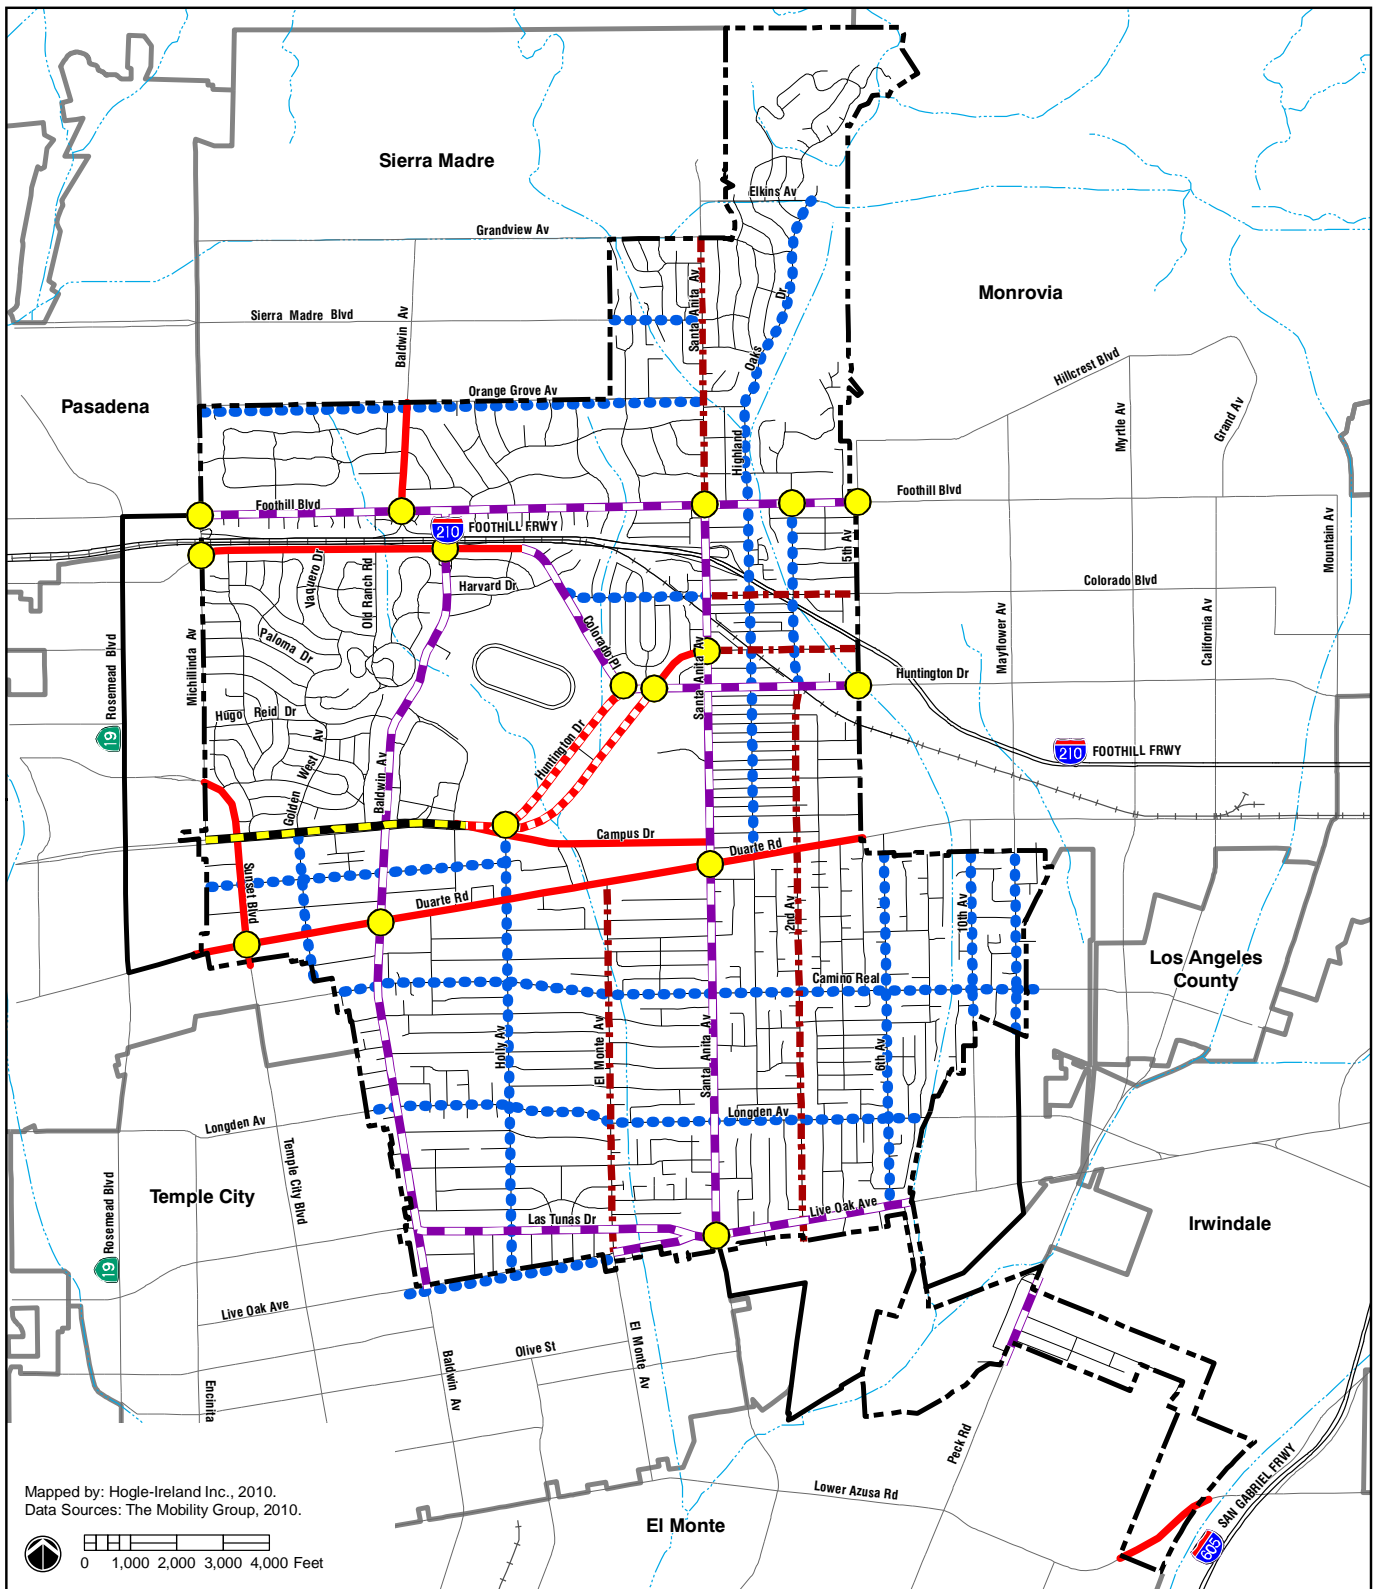 Sierra Madre
Elkins Av
Grandview Av
Santa Anita Av
Dr
Monrovia
Sierra Madre Blvd
Baldwin Av
Oaks
Hillcrest Blvd
Orange Grove Av
Pasadena
Myrtle Av
Grand Av
Highland
Foothill Blvd
Foothill Blvd
210
FOOTHILL FRWY
Mountain Av
5th Av
Vaquero Dr
Old Ranch Rd
Harvard Dr
Colorado Blvd
Rosemead Blvd
Michillinda Av
Paloma Dr
Colorado Pl
Santa Anita Av
Mayflower Av
California Av
Huntington Dr
Hugo Reid Dr
19
Golden West Av
Baldwin Av
Huntington Dr
210
FOOTHILL FRWY
Campus Dr
Duarte Rd
Sunset Blvd
Duarte Rd
2nd Av
10th Av
Los Angeles
County
Camino Real
Holly Av
El Monte Av
Santa Anita Av
6th Av
Longden Av
Longden Av
Temple City Blvd
Rosemead Blvd
Temple City
Live Oak Ave
Las Tunas Dr
Irwindale
19
Live Oak Ave
Olive St
El Monte Av
Baldwin Av
Encinita
Peck Rd
SAN GABRIEL FRWY
Lower Azusa Rd
605
Mapped by: Hogle-Ireland Inc., 2010.
Data Sources: The Mobility Group, 2010.
El Monte
0 1,000 2,000 3,000 4,000 Feet